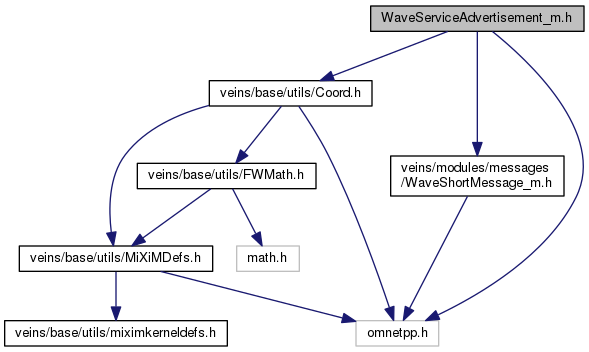 WaveServiceAdvertisement_m.h
veins/base/utils/Coord.h
veins/modules/messages
/WaveShortMessage_m.h
veins/base/utils/FWMath.h
veins/base/utils/MiXiMDefs.h
math.h
veins/base/utils/miximkerneldefs.h
omnetpp.h